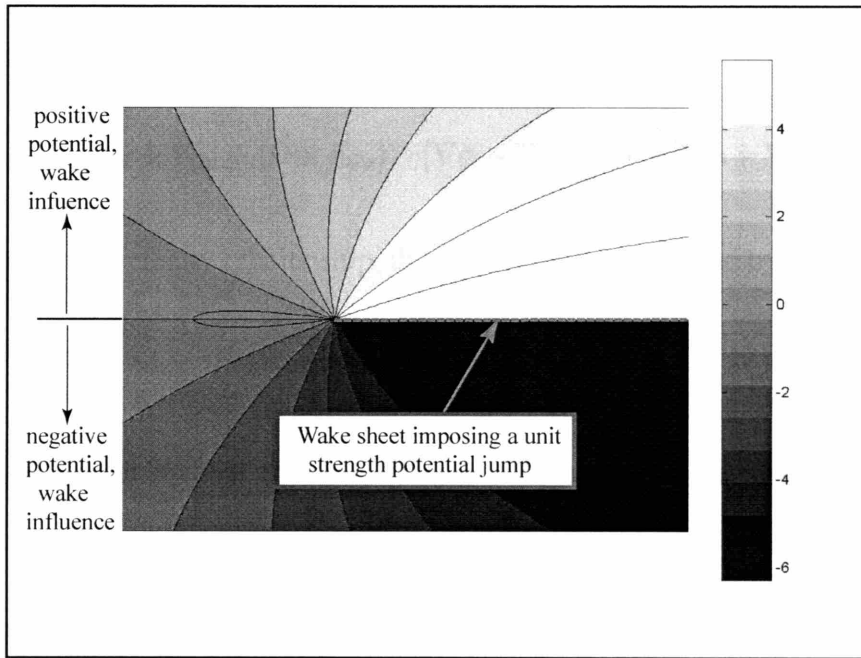 positive
potential,
wake
infuence
negative
potential,
wake
influence
Wake sheet imposing a unit
strength potential jump
4
2
0
-2
-4
-6